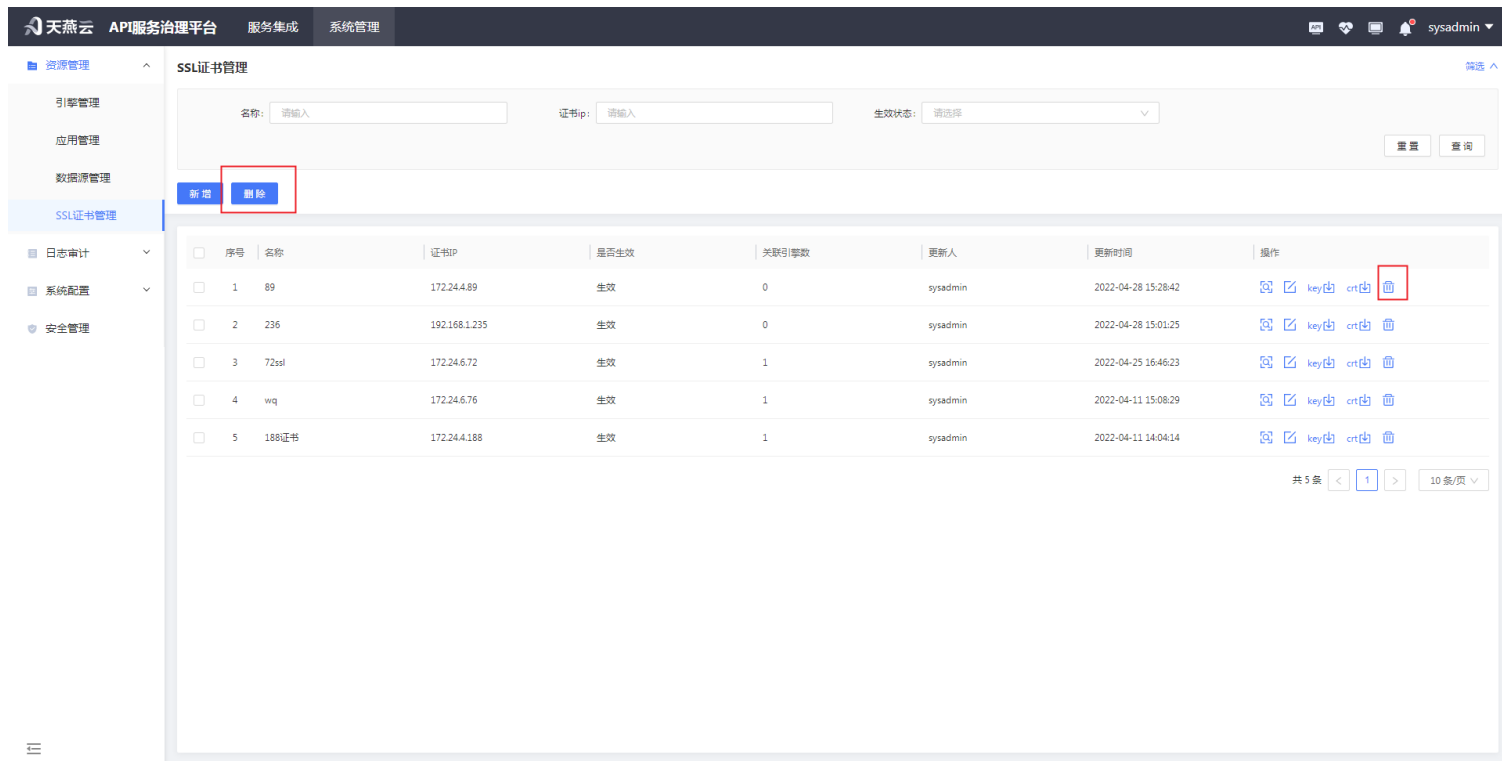 天燕云 API服务治理平台 服务集成 系统管理 API sysadmin
资源管理
引擎管理
应用管理
数据源管理
SSL证书管理
日志审计
系统配置
安全管理
SSL证书管理 筛选
名称: 请输入 证书ip: 请输入 生效状态: 请选择
重置 查询
新增 删除
序号 名称 证书IP 是否生效 关联引擎数 更新人 更新时间 操作
1 89 172.24.4.89 生效 0 sysadmin 2022-04-28 15:28:42 key crt
2 236 192.168.1.235 生效 0 sysadmin 2022-04-28 15:01:25 key crt
3 72ssl 172.24.6.72 生效 1 sysadmin 2022-04-25 16:46:23 key crt
4 wq 172.24.6.76 生效 1 sysadmin 2022-04-11 15:08:29 key crt
5 188证书 172.24.4.188 生效 1 sysadmin 2022-04-11 14:04:14 key crt
共 5 条 1 10 条/页